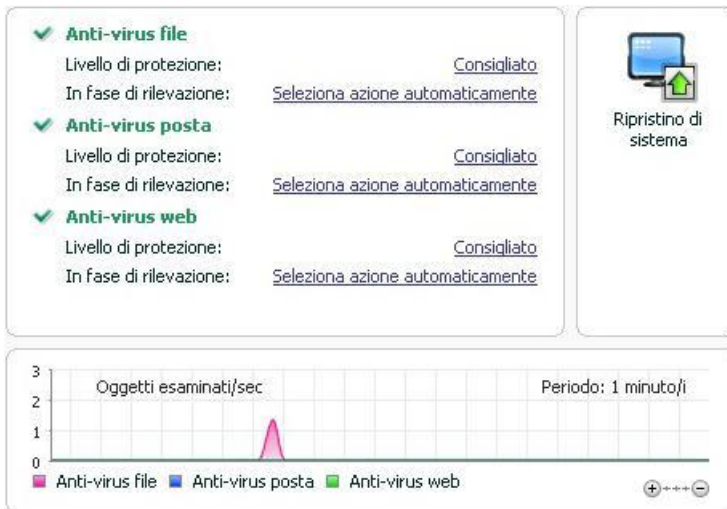 Anti-virus file
Livello di protezione: Consigliato
In fase di rilevazione: Seleziona azione automaticamente
Anti-virus posta
Livello di protezione: Consigliato
In fase di rilevazione: Seleziona azione automaticamente
Anti-virus web
Livello di protezione: Consigliato
In fase di rilevazione: Seleziona azione automaticamente
Ripristino di
sistema
3
Oggetti esaminati/sec Periodo: 1 minuto/i
2
1
0
Anti-virus file Anti-virus posta Anti-virus web